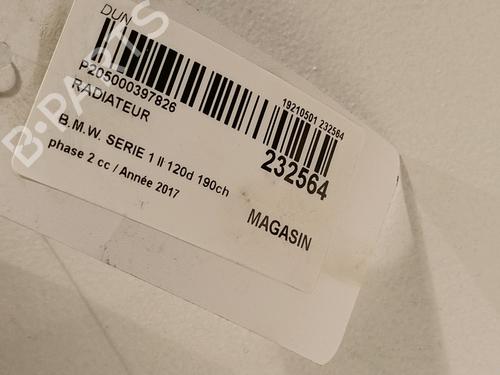 DUN
P205000397826
RADIATEUR
19210501 232564
232564
B.M.W. SERIE 1 II 120d 190ch
phase 2 cc / Année 2017
MAGASIN
B-PARTS